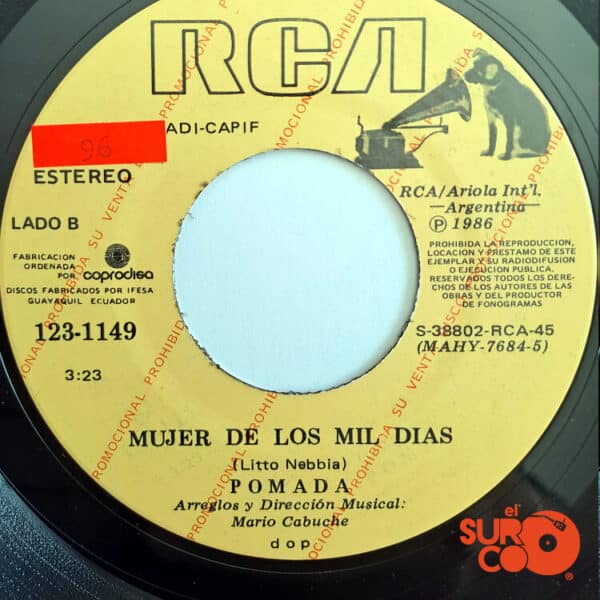 RCA
ADI-CAPIF
96
ESTEREO
LADO B
FABRICACION
ORDENADA
POR coprodisa
DISCOS FABRICADOS POR IFESA
GUAYAQUIL ECUADOR
123-1149
3:23
RCA/Ariola Int'l.
—Argentina—
Ⓟ 1986
PROHIBIDA LA REPRODUCCION,
LOCACION Y PRESTAMO DE ESTE
EJEMPLAR Y SU RADIODIFUSION
O EJECUCION PUBLICA.
RESERVADOS TODOS LOS DERE-
CHOS DE LOS AUTORES DE LAS
OBRAS Y DEL PRODUCTOR
DE FONOGRAMAS
S-38802-RCA-45
(MAHY-7684-5)
MUJER DE LOS MIL DIAS
(Litto Nebbia)
POMADA
Arreglos y Dirección Musical:
Mario Cabuche
dop
DISCO PROMOCIONAL PROHIBIDA SU VENTA
el
SURCO
®